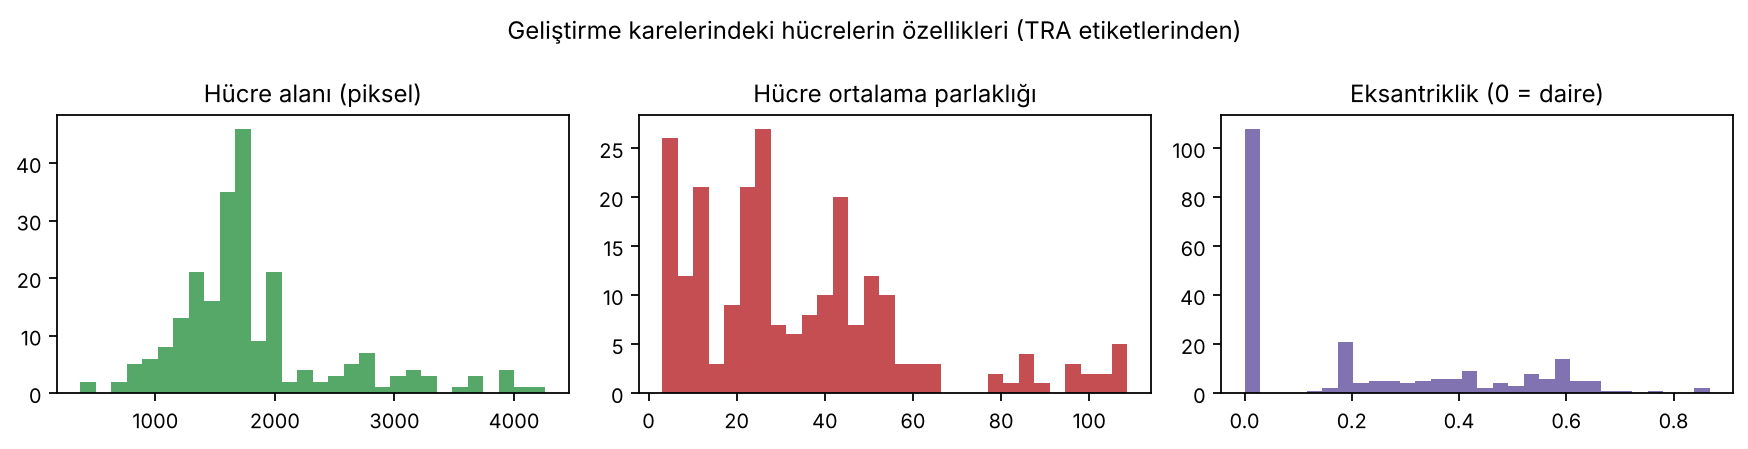 Geliştirme karelerindeki hücrelerin özellikleri (TRA etiketlerinden)
Hücre alanı (piksel)
40
30
20
10
0
1000 2000 3000 4000
Hücre ortalama parlaklığı
25
20
15
10
5
0
0 20 40 60 80 100
Eksantriklik (0 = daire)
100
80
60
40
20
0
0.0 0.2 0.4 0.6 0.8